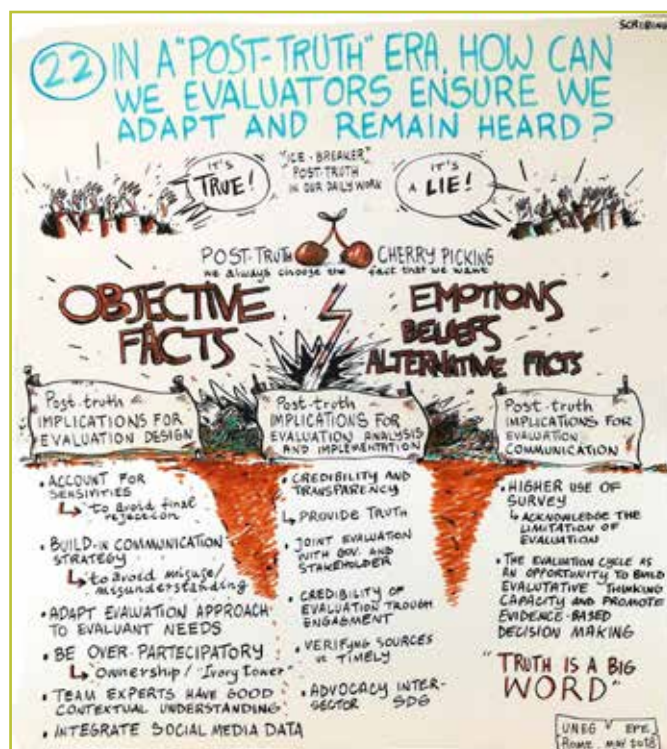 SCRIBING
22 IN A "POST-TRUTH" ERA, HOW CAN
WE EVALUATORS ENSURE WE
ADAPT AND REMAIN HEARD?
IT'S
TRUE!
"ICE-BREAKER"
POST-TRUTH
IN OUR DAILY WORK
IT'S
A LIE!
POST-TRUTH CHERRY PICKING
we always choose the fact that we want
OBJECTIVE
FACTS
EMOTIONS
BELIEFS
ALTERNATIVE FACTS
Post-truth
IMPLICATIONS FOR
EVALUATION DESIGN
• ACCOUNT FOR
SENSIVITIES
↳ to avoid final
rejection
• BUILD-IN COMMUNICATION
STRATEGY
↳ to avoid misuse/
misunderstanding
• ADAPT EVALUATION APPROACH
TO EVALUANT NEEDS
• BE OVER-PARTECIPATORY
↳ Ownership / "Ivory tower"
• TEAM EXPERTS HAVE GOOD
CONTEXTUAL UNDERSTANDING
• INTEGRATE SOCIAL MEDIA DATA
Post-truth
IMPLICATIONS FOR
EVALUATION ANALYSIS
AND IMPLEMENTATION
• CREDIBILITY AND
TRANSPARENCY
↳ PROVIDE TRUTH
• JOINT EVALUATION
WITH GOV. AND
STAKEHOLDER
• CREDIBILITY OF
EVALUATION TROUGH
ENGAGMENT
• VERIFYNG SOURCES
vs TIMELY
• ADVOCACY INTER-
SECTOR SDG
Post-truth
IMPLICATIONS FOR
EVALUATION
COMMUNICATION
• HIGHER USE OF
SURVEY
↳ ACKNOWLEDGE THE
LIMITATION OF
EVALUATION
• THE EVALUATION CYCLE AS
AN OPPORTUNITY TO BUILD
EVALUTATIVE THINKING
CAPACITY AND PROMOTE
EVIDENCE-BASED
DECISION MAKING
"TRUTH IS A BIG
WORD"
UNEG EPE
ROME MAY 2018